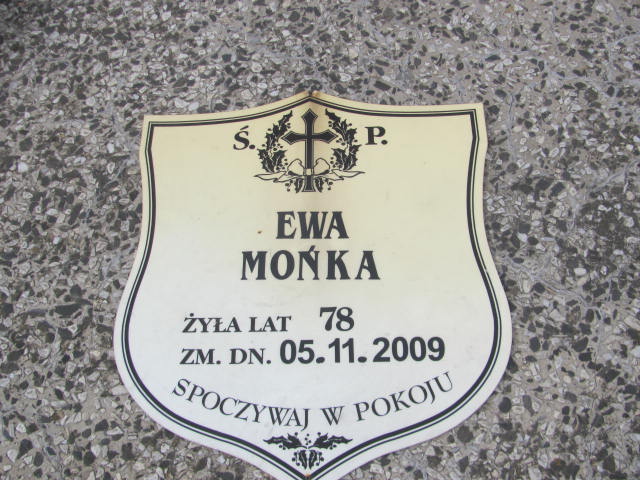 Ś. P.
EWA
MOŃKA
ŻYŁA LAT 78
ZM. DN. 05.11.2009
SPOCZYWAJ W POKOJU